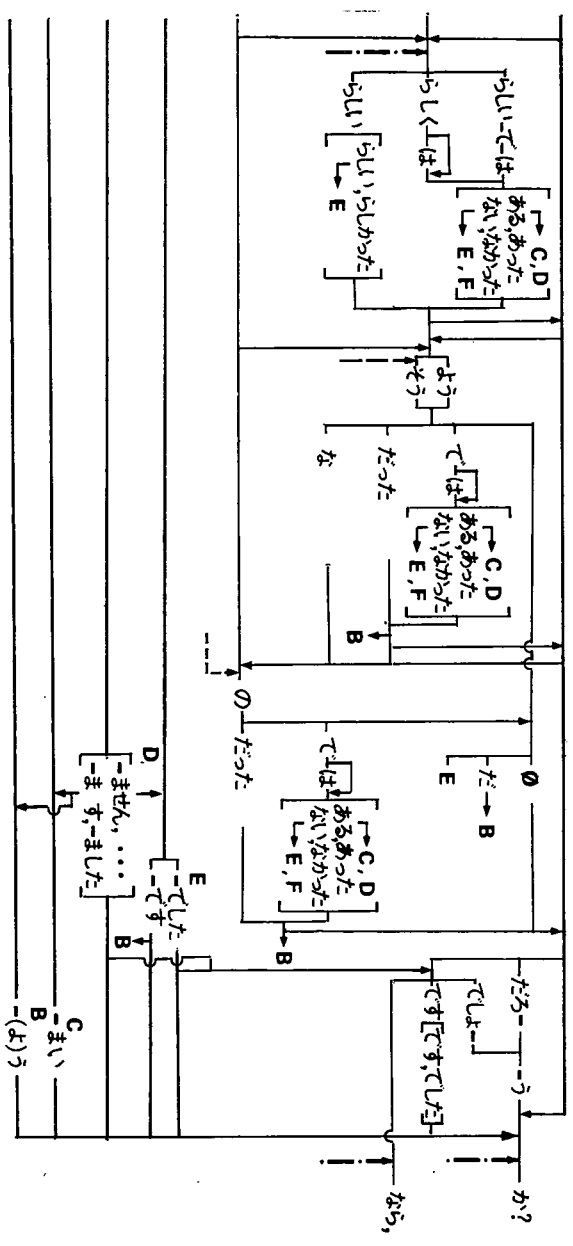 らしい-では
らしく
は
らしい
[らしい,らしかった]
E
C, D
ある,あった
ない,なかった
E, F
よう
そう
で
は
だった
な
C, D
ある,あった
ない,なかった
E, F
B
の
だった
で
は
C, D
ある,あった
ない,なかった
E, F
B
∅
だ
B
E
D
-ません,・・・
-ます,-ました
E
-でした
-です
B
-だろ-
でしょ-
-う
です[です,でした]
C
-まい
B
-(よ)う
か?
なら,